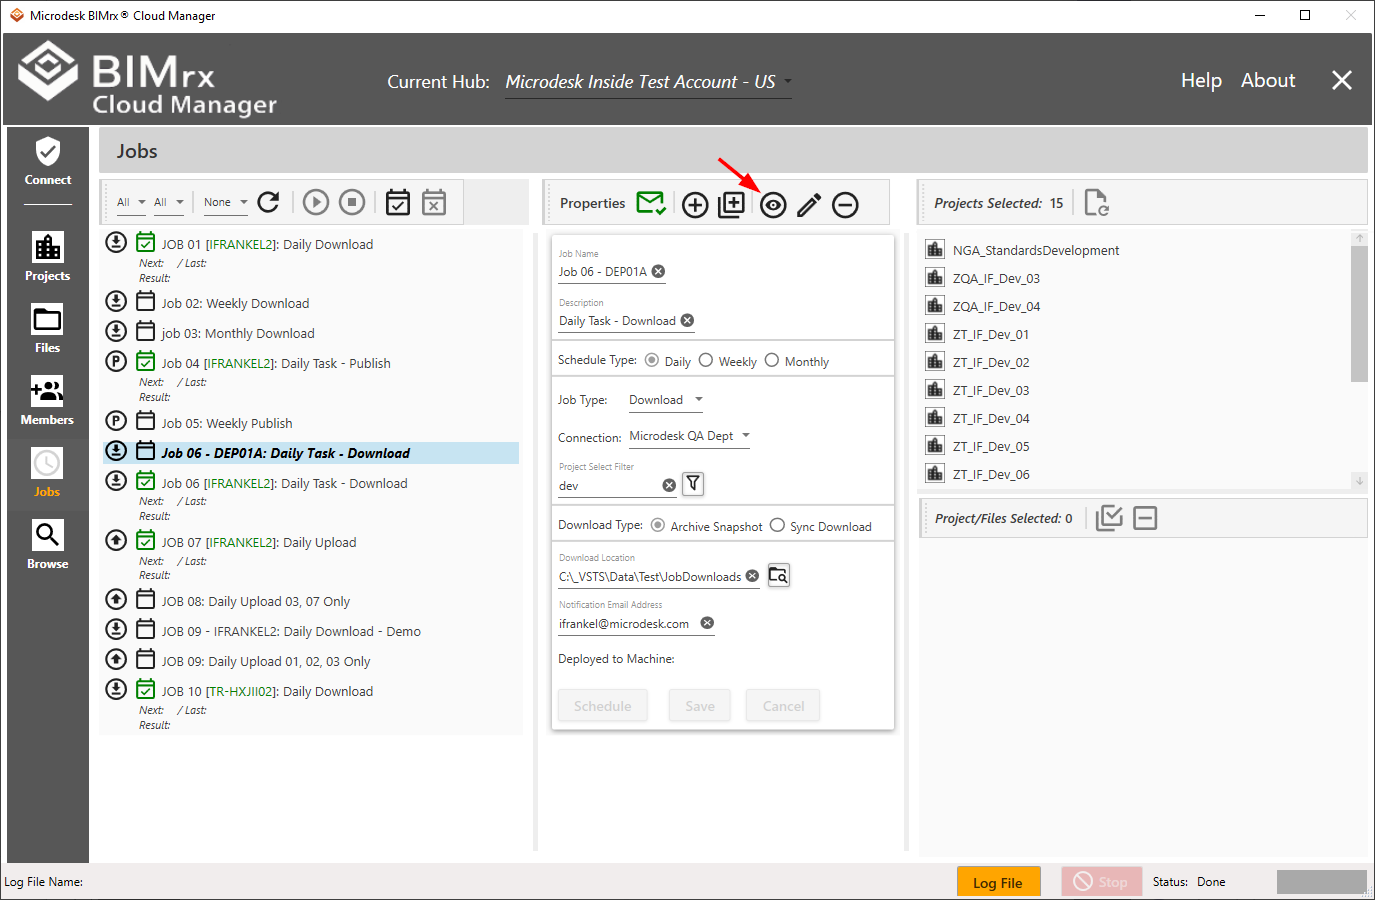 Microdesk BIMrx® Cloud Manager
BIMrx
Cloud Manager
Current Hub: Microdesk Inside Test Account - US
Help About
Connect
Projects
Files
Members
Jobs
Browse
Jobs
All All None
JOB 01 [IFRANKEL2]: Daily Download
Next: / Last:
Result:
Job 02: Weekly Download
job 03: Monthly Download
P Job 04 [IFRANKEL2]: Daily Task - Publish
Next: / Last:
Result:
P Job 05: Weekly Publish
Job 06 - DEP01A: Daily Task - Download
Job 06 [IFRANKEL2]: Daily Task - Download
Next: / Last:
Result:
JOB 07 [IFRANKEL2]: Daily Upload
Next: / Last:
Result:
JOB 08: Daily Upload 03, 07 Only
JOB 09 - IFRANKEL2: Daily Download - Demo
JOB 09: Daily Upload 01, 02, 03 Only
JOB 10 [TR-HXJII02]: Daily Download
Next: / Last:
Result:
Properties
Job Name
Job 06 - DEP01A
Description
Daily Task - Download
Schedule Type: Daily Weekly Monthly
Job Type: Download
Connection: Microdesk QA Dept
Project Select Filter
dev
Download Type: Archive Snapshot Sync Download
Download Location
C:\_VSTS\Data\Test\JobDownloads
Notification Email Address
ifrankel@microdesk.com
Deployed to Machine:
Schedule Save Cancel
Projects Selected: 15
NGA_StandardsDevelopment
ZQA_IF_Dev_03
ZQA_IF_Dev_04
ZT_IF_Dev_01
ZT_IF_Dev_02
ZT_IF_Dev_03
ZT_IF_Dev_04
ZT_IF_Dev_05
ZT_IF_Dev_06
Project/Files Selected: 0
Log File Name:
Log File
Stop
Status: Done